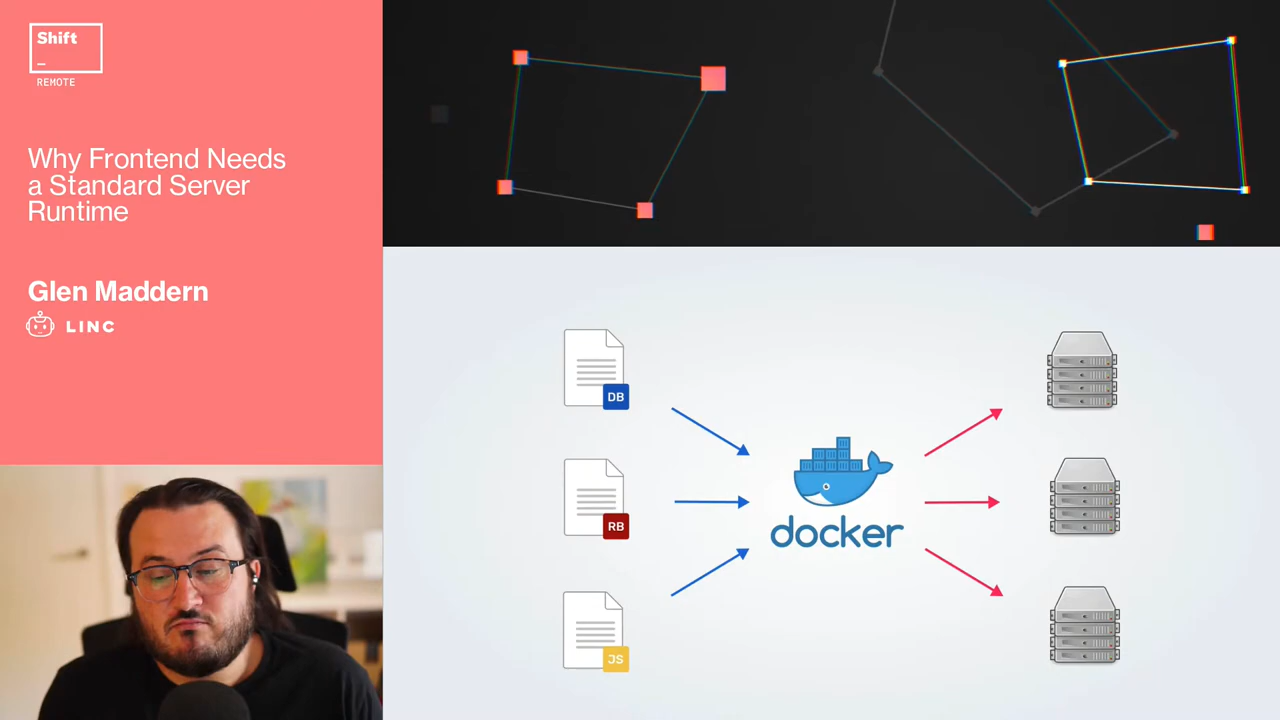 Shift
_
REMOTE
Why Frontend Needs
a Standard Server
Runtime
Glen Maddern
LINC
DB
RB
JS
docker